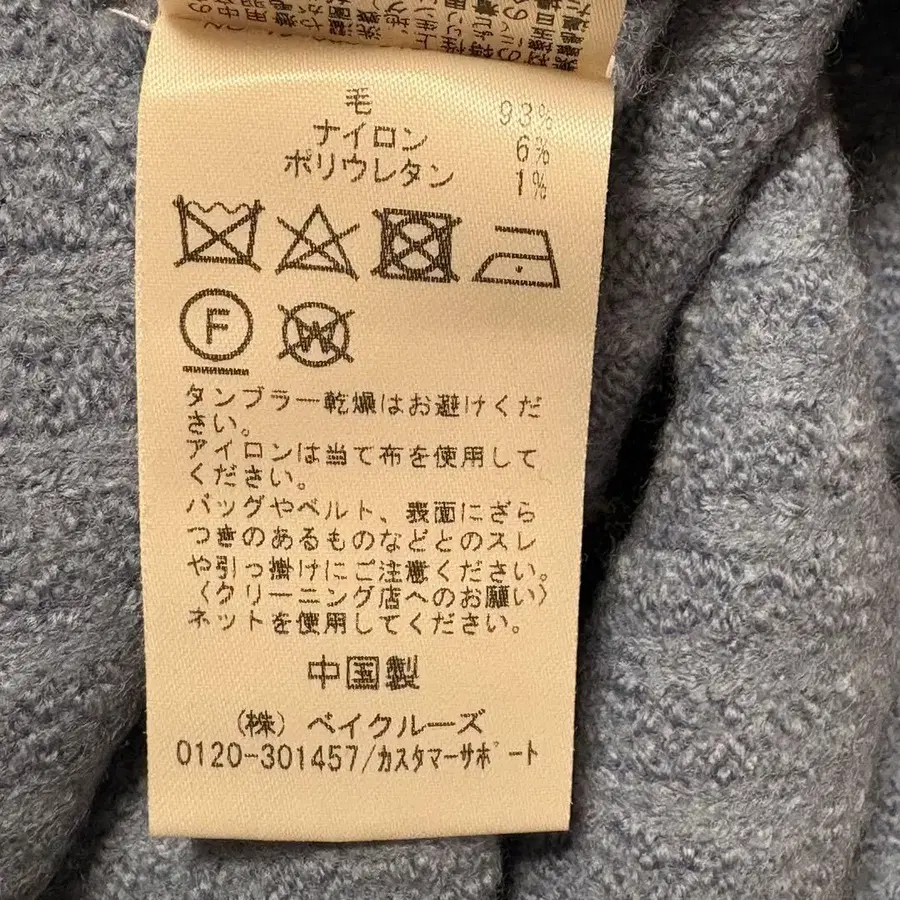 毛 93%
ナイロン 6%
ポリウレタン 1%
F
W
タンブラー乾燥はお避けくだ
さい。
アイロンは当て布を使用して
ください。
バッグやベルト、表面にざら
つきのあるものなどとのスレ
や引っ掛けにご注意ください。
〈クリーニング店へのお願い〉
ネットを使用してください。
中国製
(株) ベイクルーズ
0120-301457/カスタマーサポート